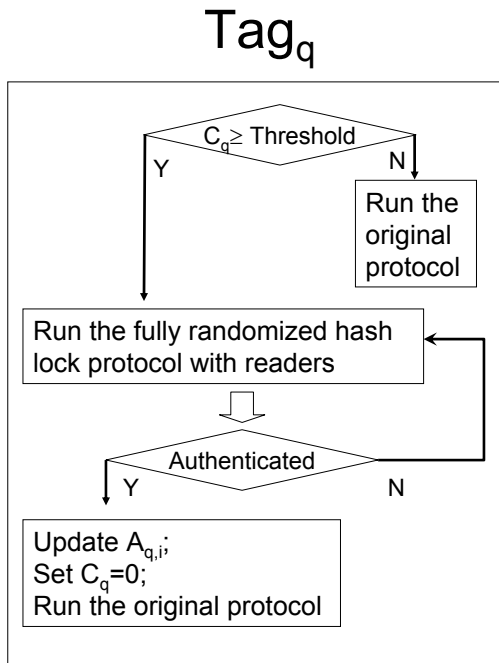 Tag_q
C_q≥ Threshold
Y
N
Run the
original
protocol
Run the fully randomized hash
lock protocol with readers
Authenticated
Y
N
Update A_q,i;
Set C_q=0;
Run the original protocol